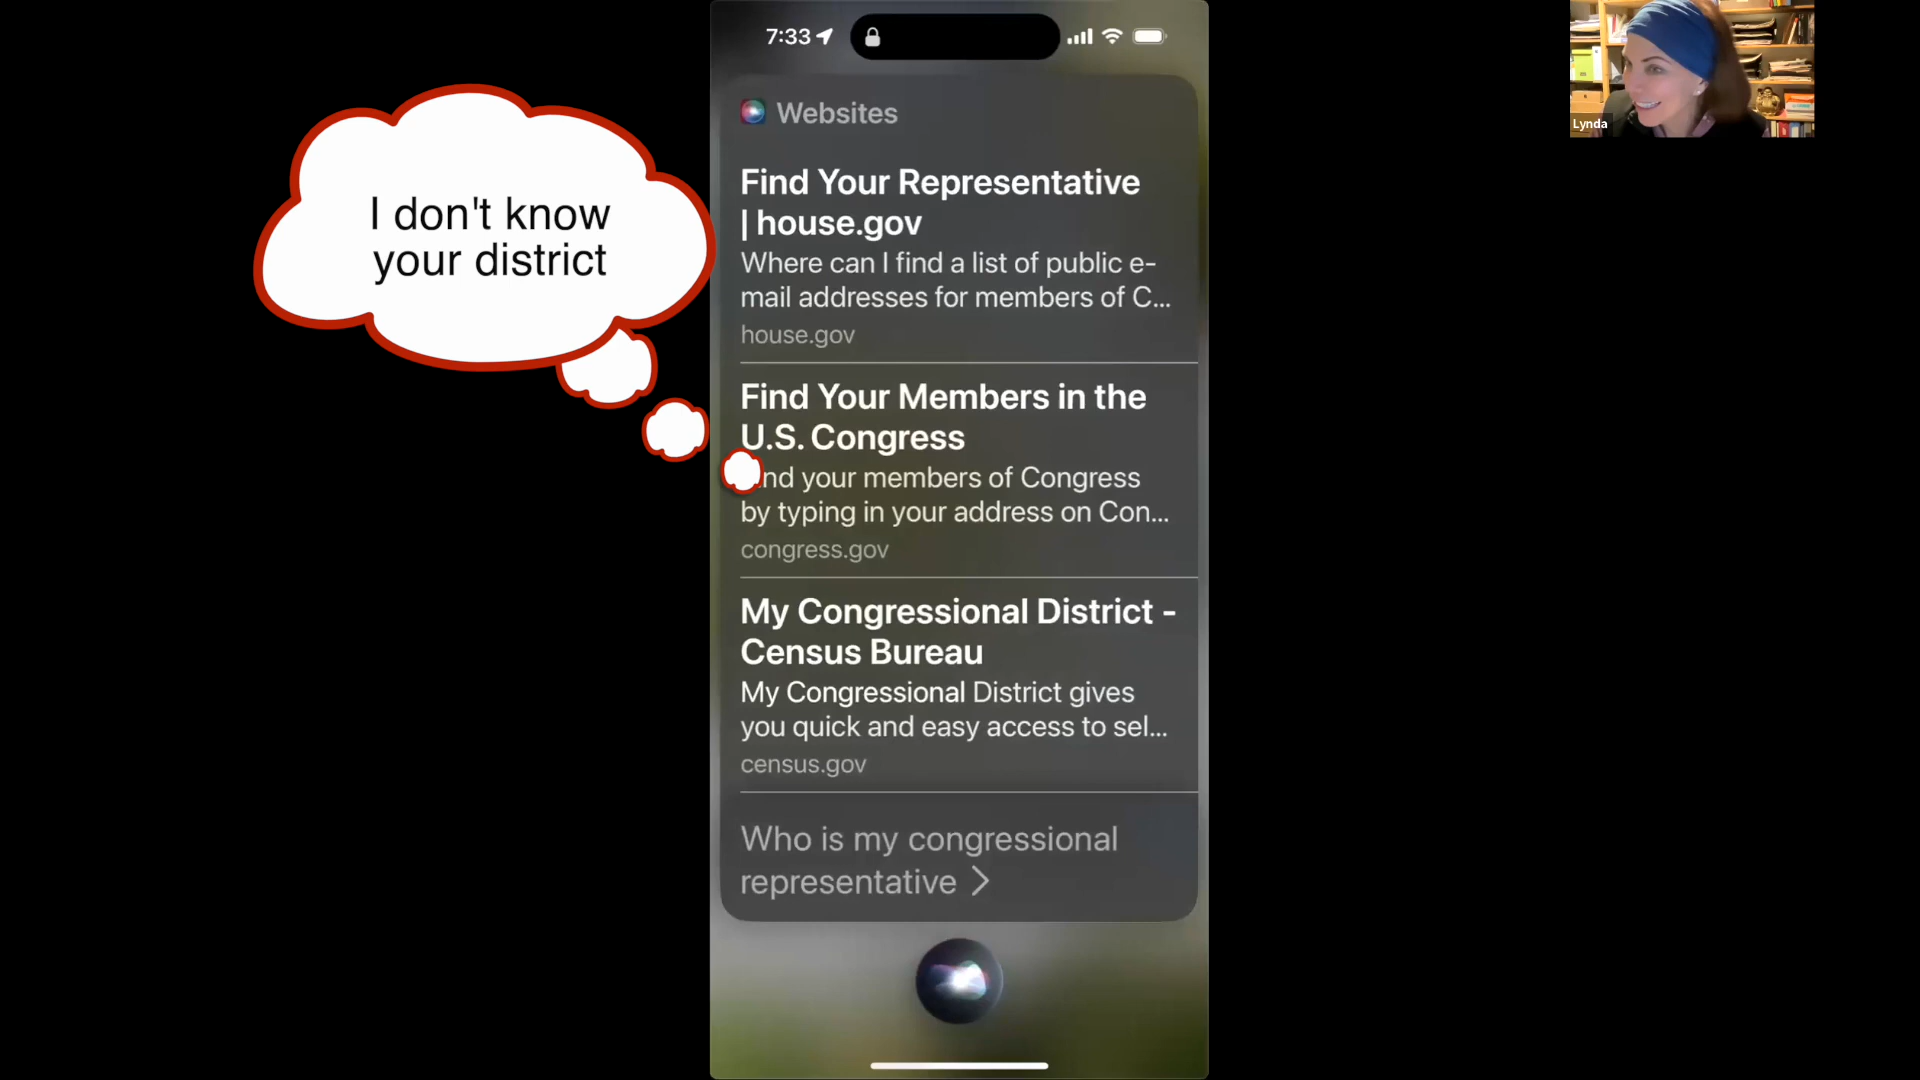 7:33
Websites
I don't know
your district
Find Your Representative
| house.gov
Where can I find a list of public e-
mail addresses for members of C...
house.gov
Find Your Members in the
U.S. Congress
nd your members of Congress
by typing in your address on Con...
congress.gov
My Congressional District -
Census Bureau
My Congressional District gives
you quick and easy access to sel...
census.gov
Who is my congressional
representative >
Lynda